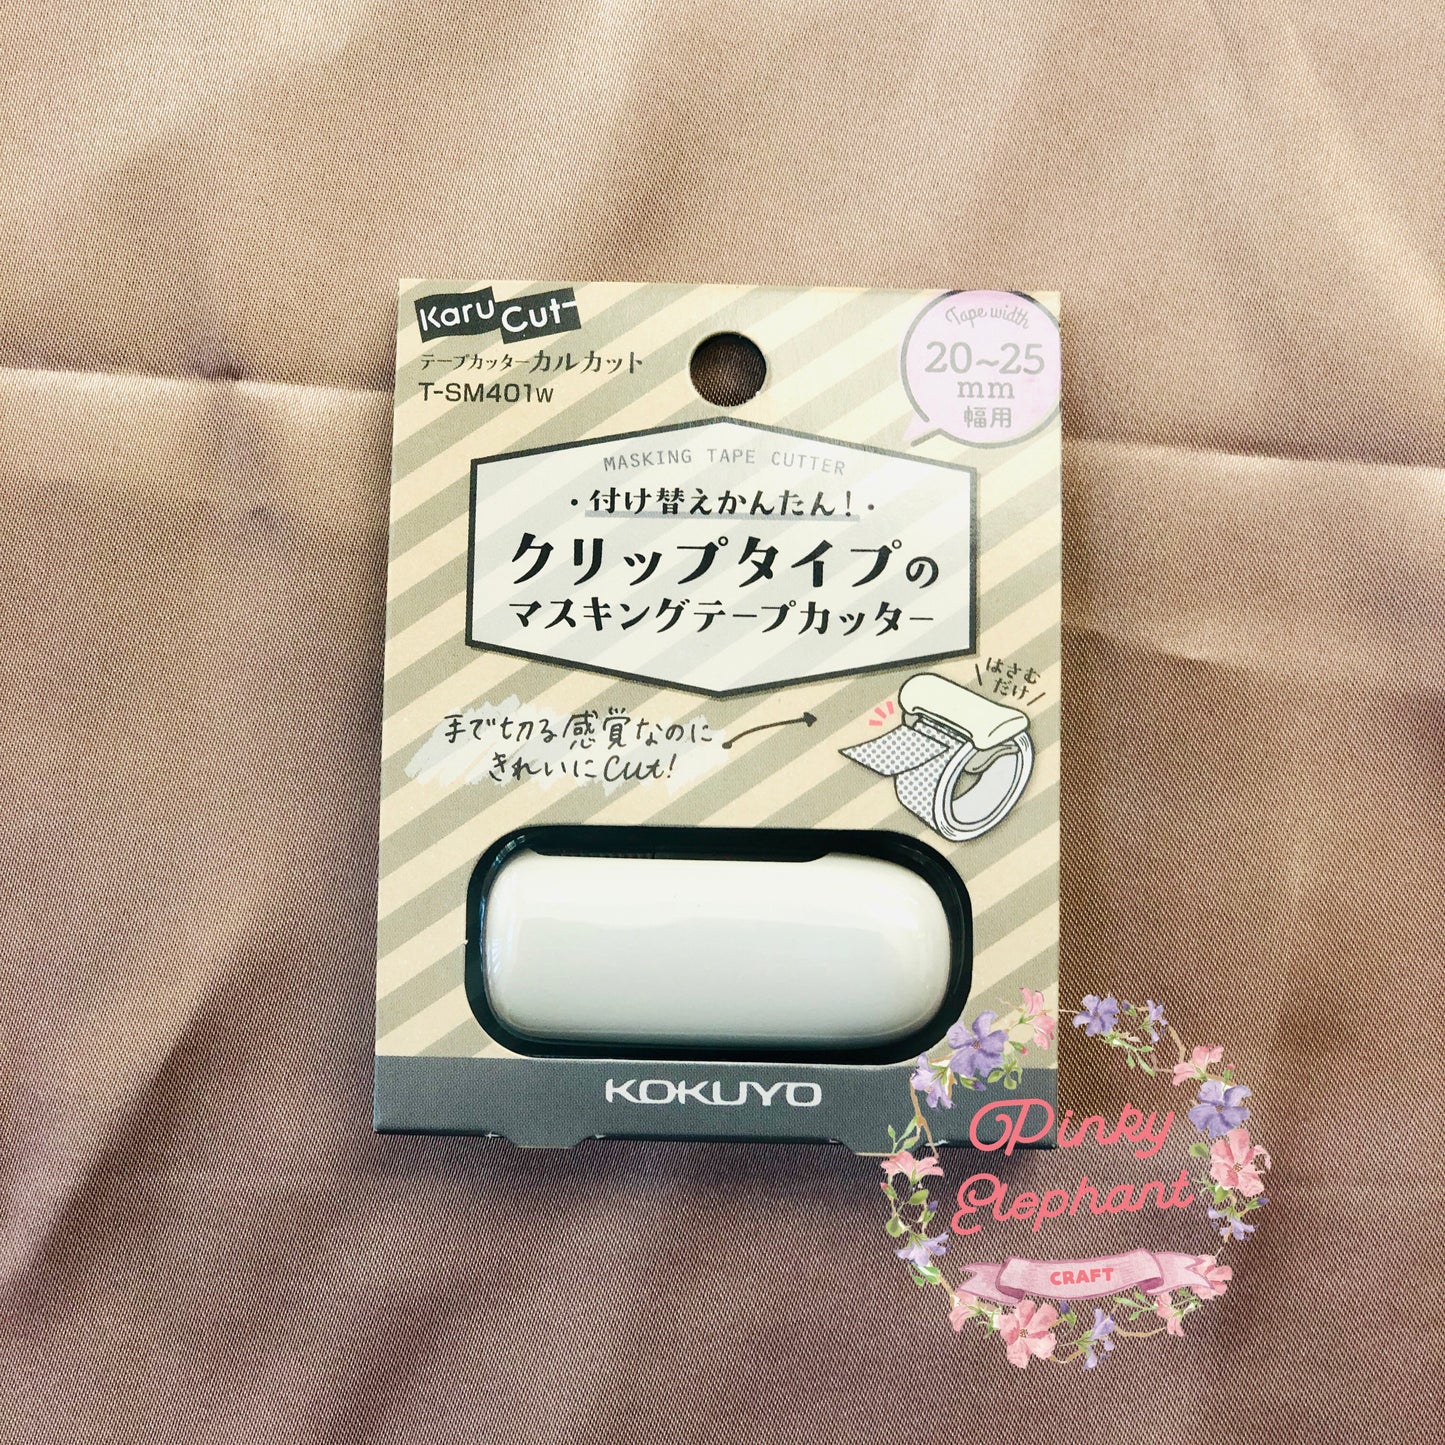 Karu Cut
テープカッターカルカット
T-SM401W
Tape width
20~25
mm
幅用
MASKING TAPE CUTTER
・付け替えかんたん!・
クリップタイプの
マスキングテープカッター
はさむ
だけ
手で切る感覚なのに
きれいにcut!
KOKUYO
Pinky
Elephant
CRAFT